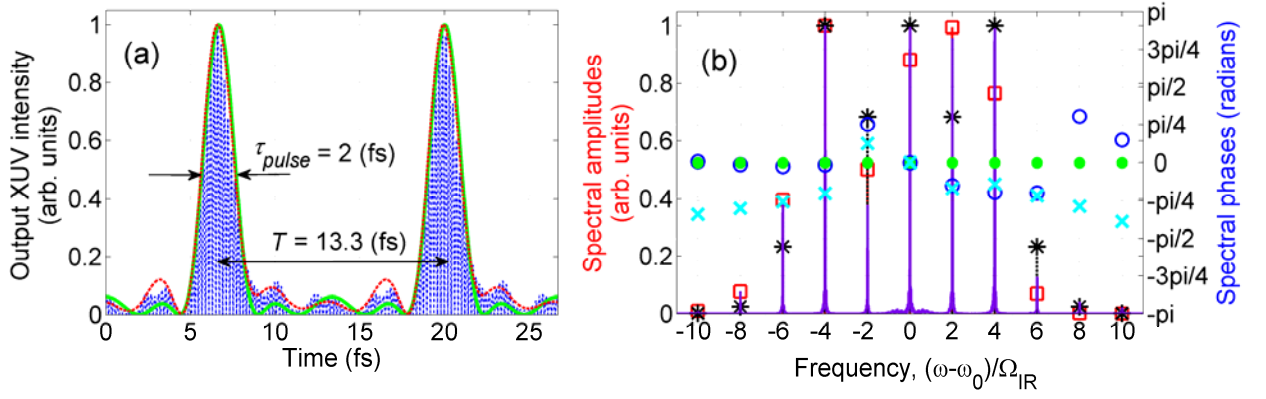 (a)
Output XUV intensity
(arb. units)
1
0.8
0.6
0.4
0.2
0
τpulse = 2 (fs)
T = 13.3 (fs)
0 5 10 15 20 25
Time (fs)
(b)
Spectral amplitudes
(arb. units)
1
0.8
0.6
0.4
0.2
0
pi
3pi/4
pi/2
pi/4
0
-pi/4
-pi/2
-3pi/4
-pi
Spectral phases (radians)
-10 -8 -6 -4 -2 0 2 4 6 8 10
Frequency, (ω-ω0)/ΩIR